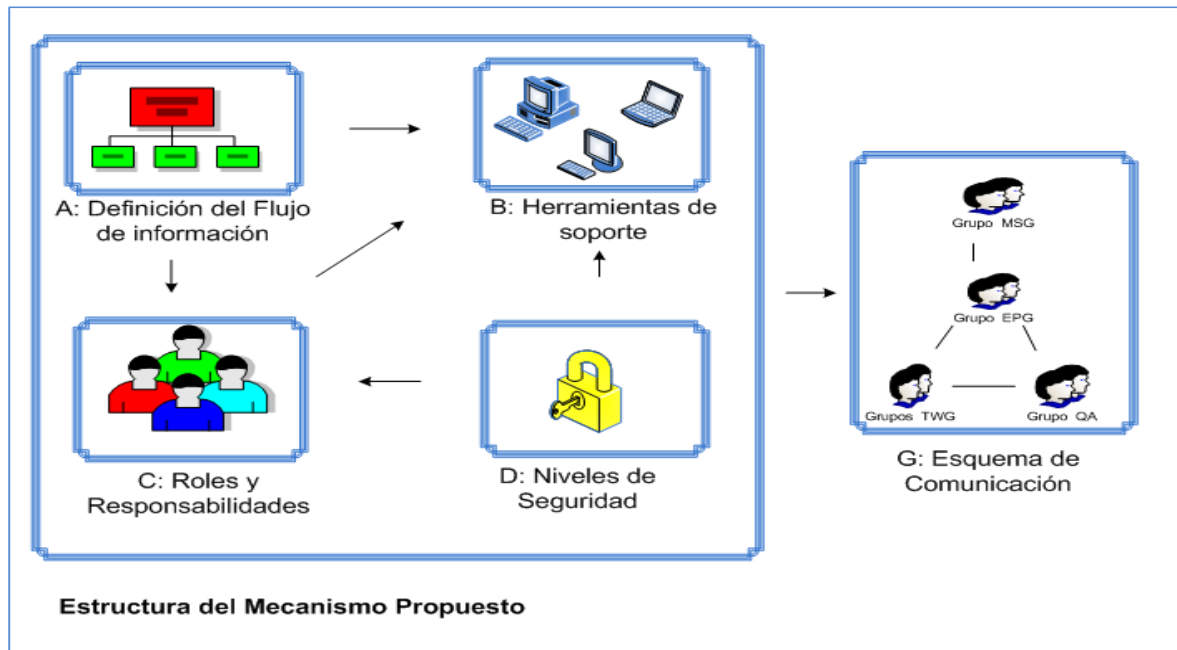 A: Definición del Flujo
de información
B: Herramientas de
soporte
C: Roles y
Responsabilidades
D: Niveles de
Seguridad
Grupo MSG
Grupo EPG
Grupos TWG
Grupo QA
G: Esquema de
Comunicación
Estructura del Mecanismo Propuesto